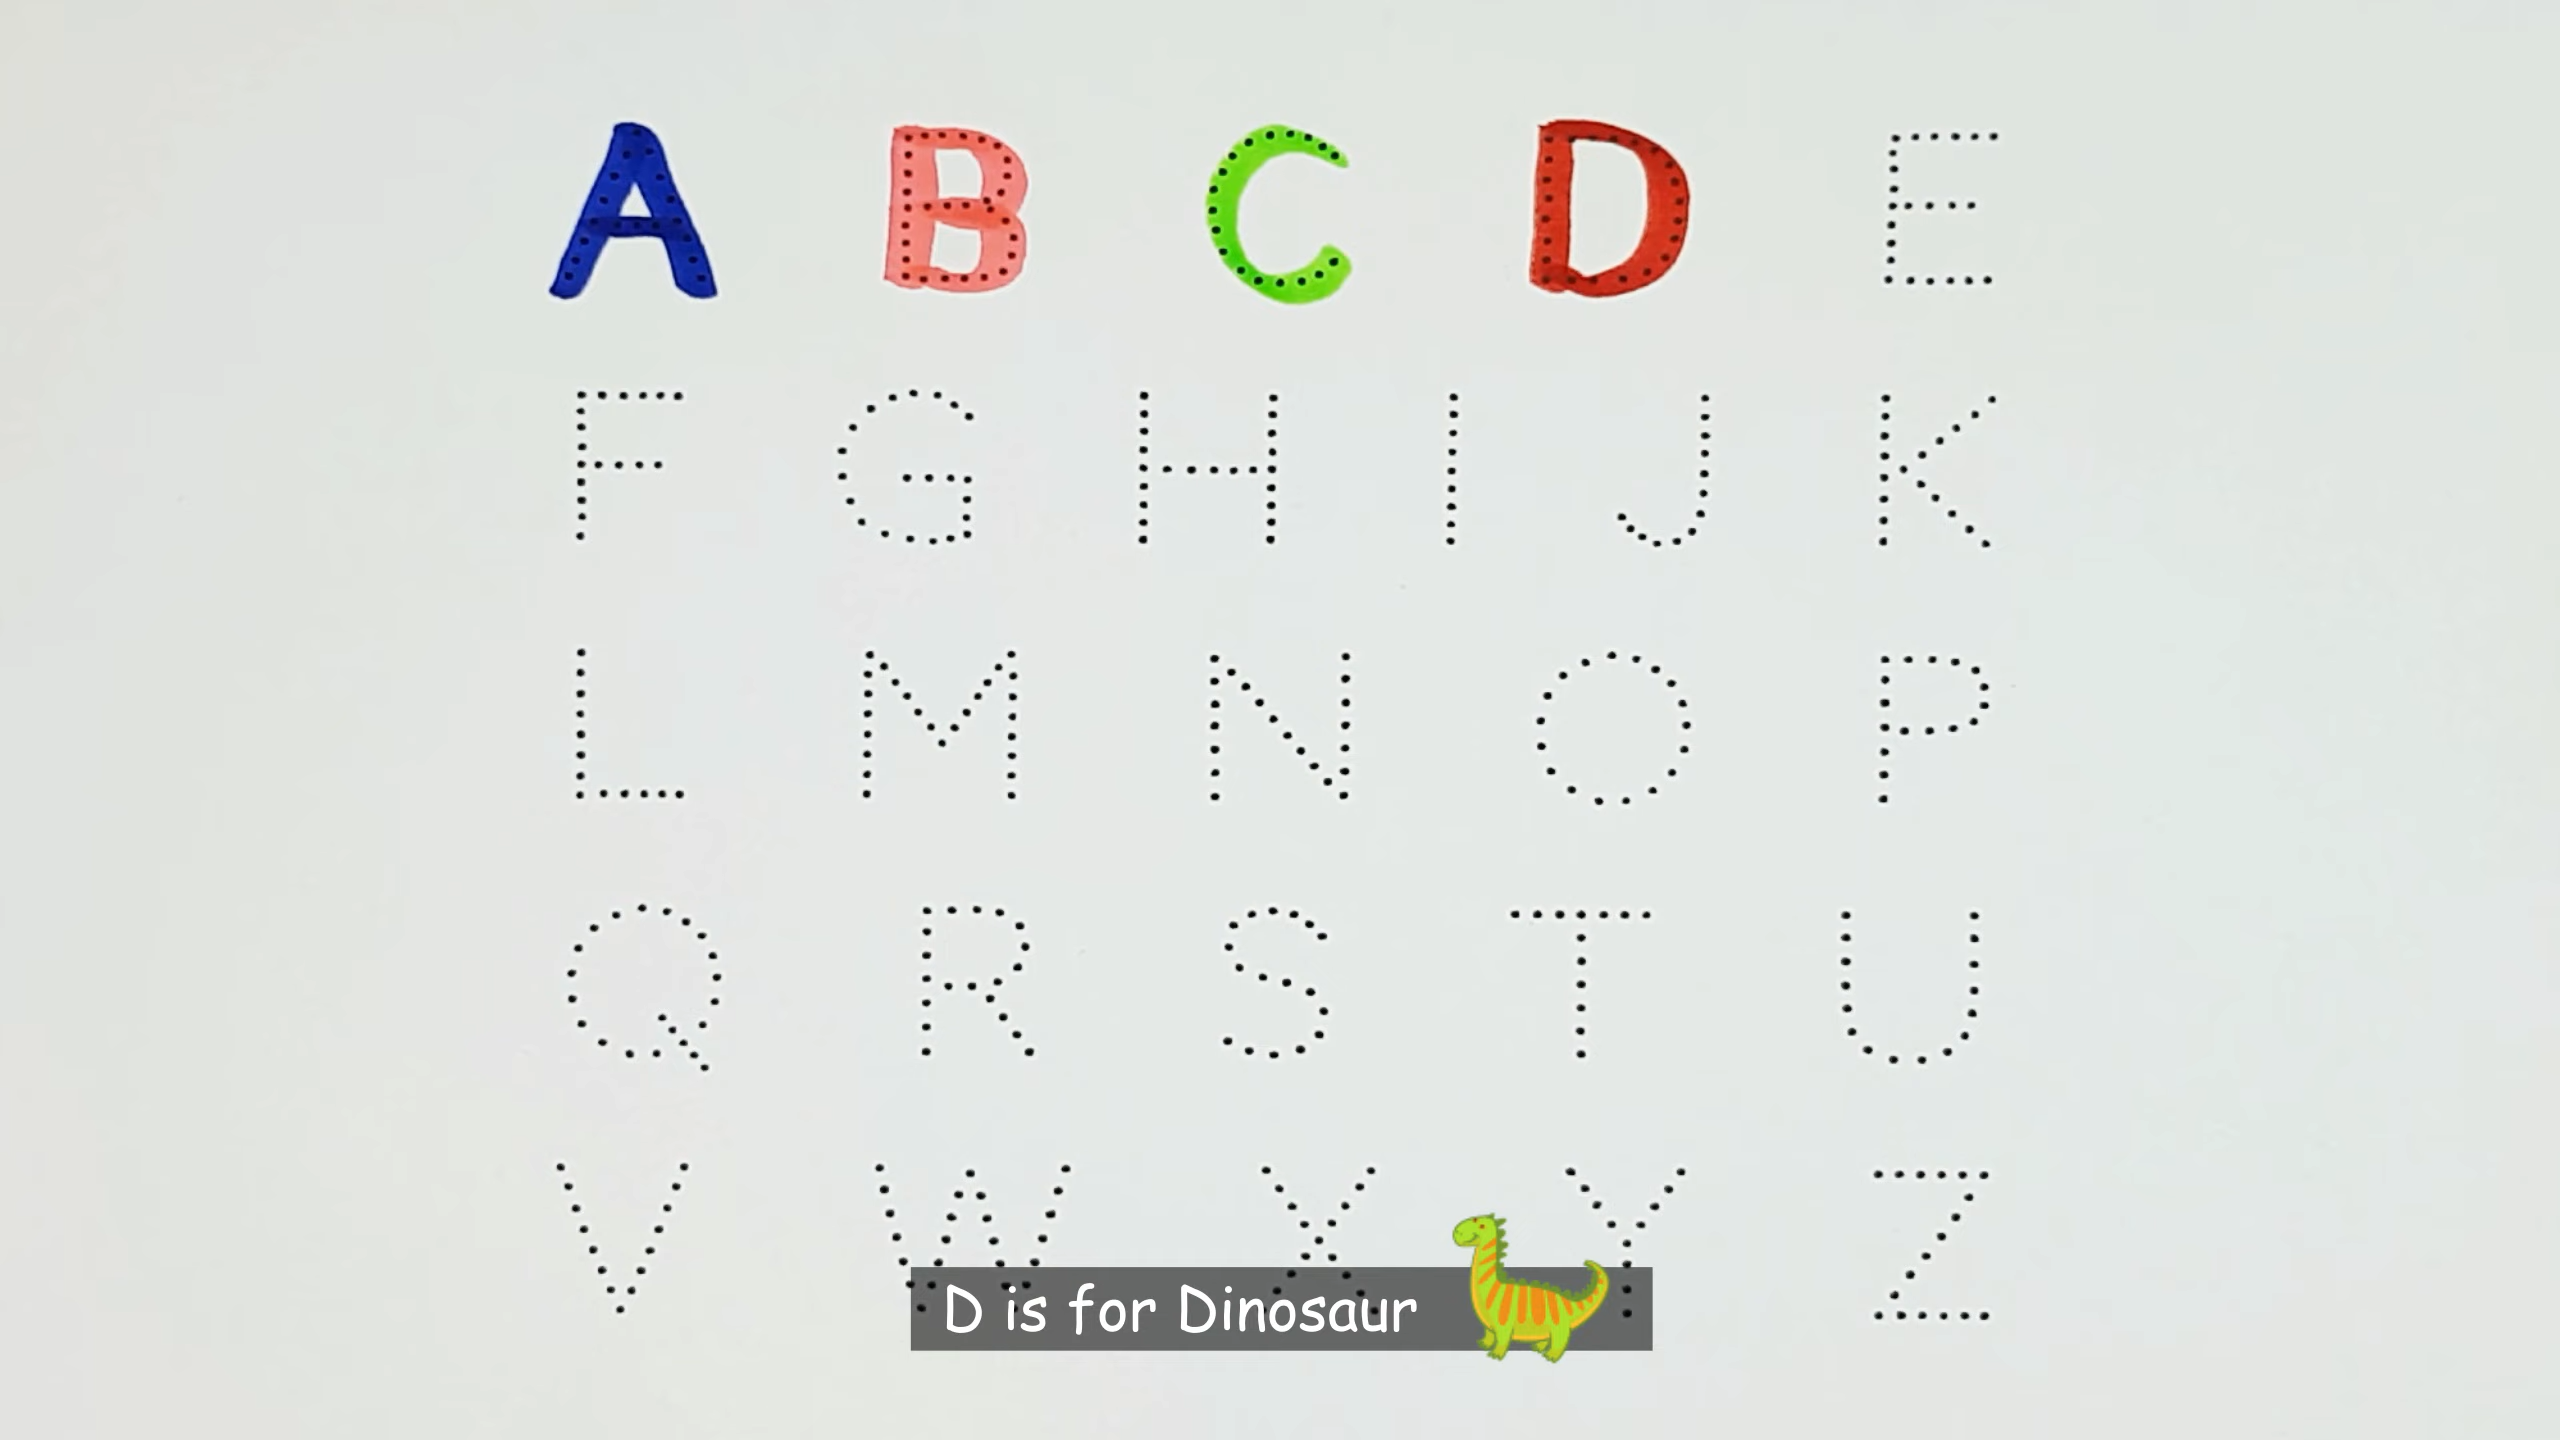 A B C D E
F G H I J K
L M N O P
Q R S T U
V W X Y Z
D is for Dinosaur